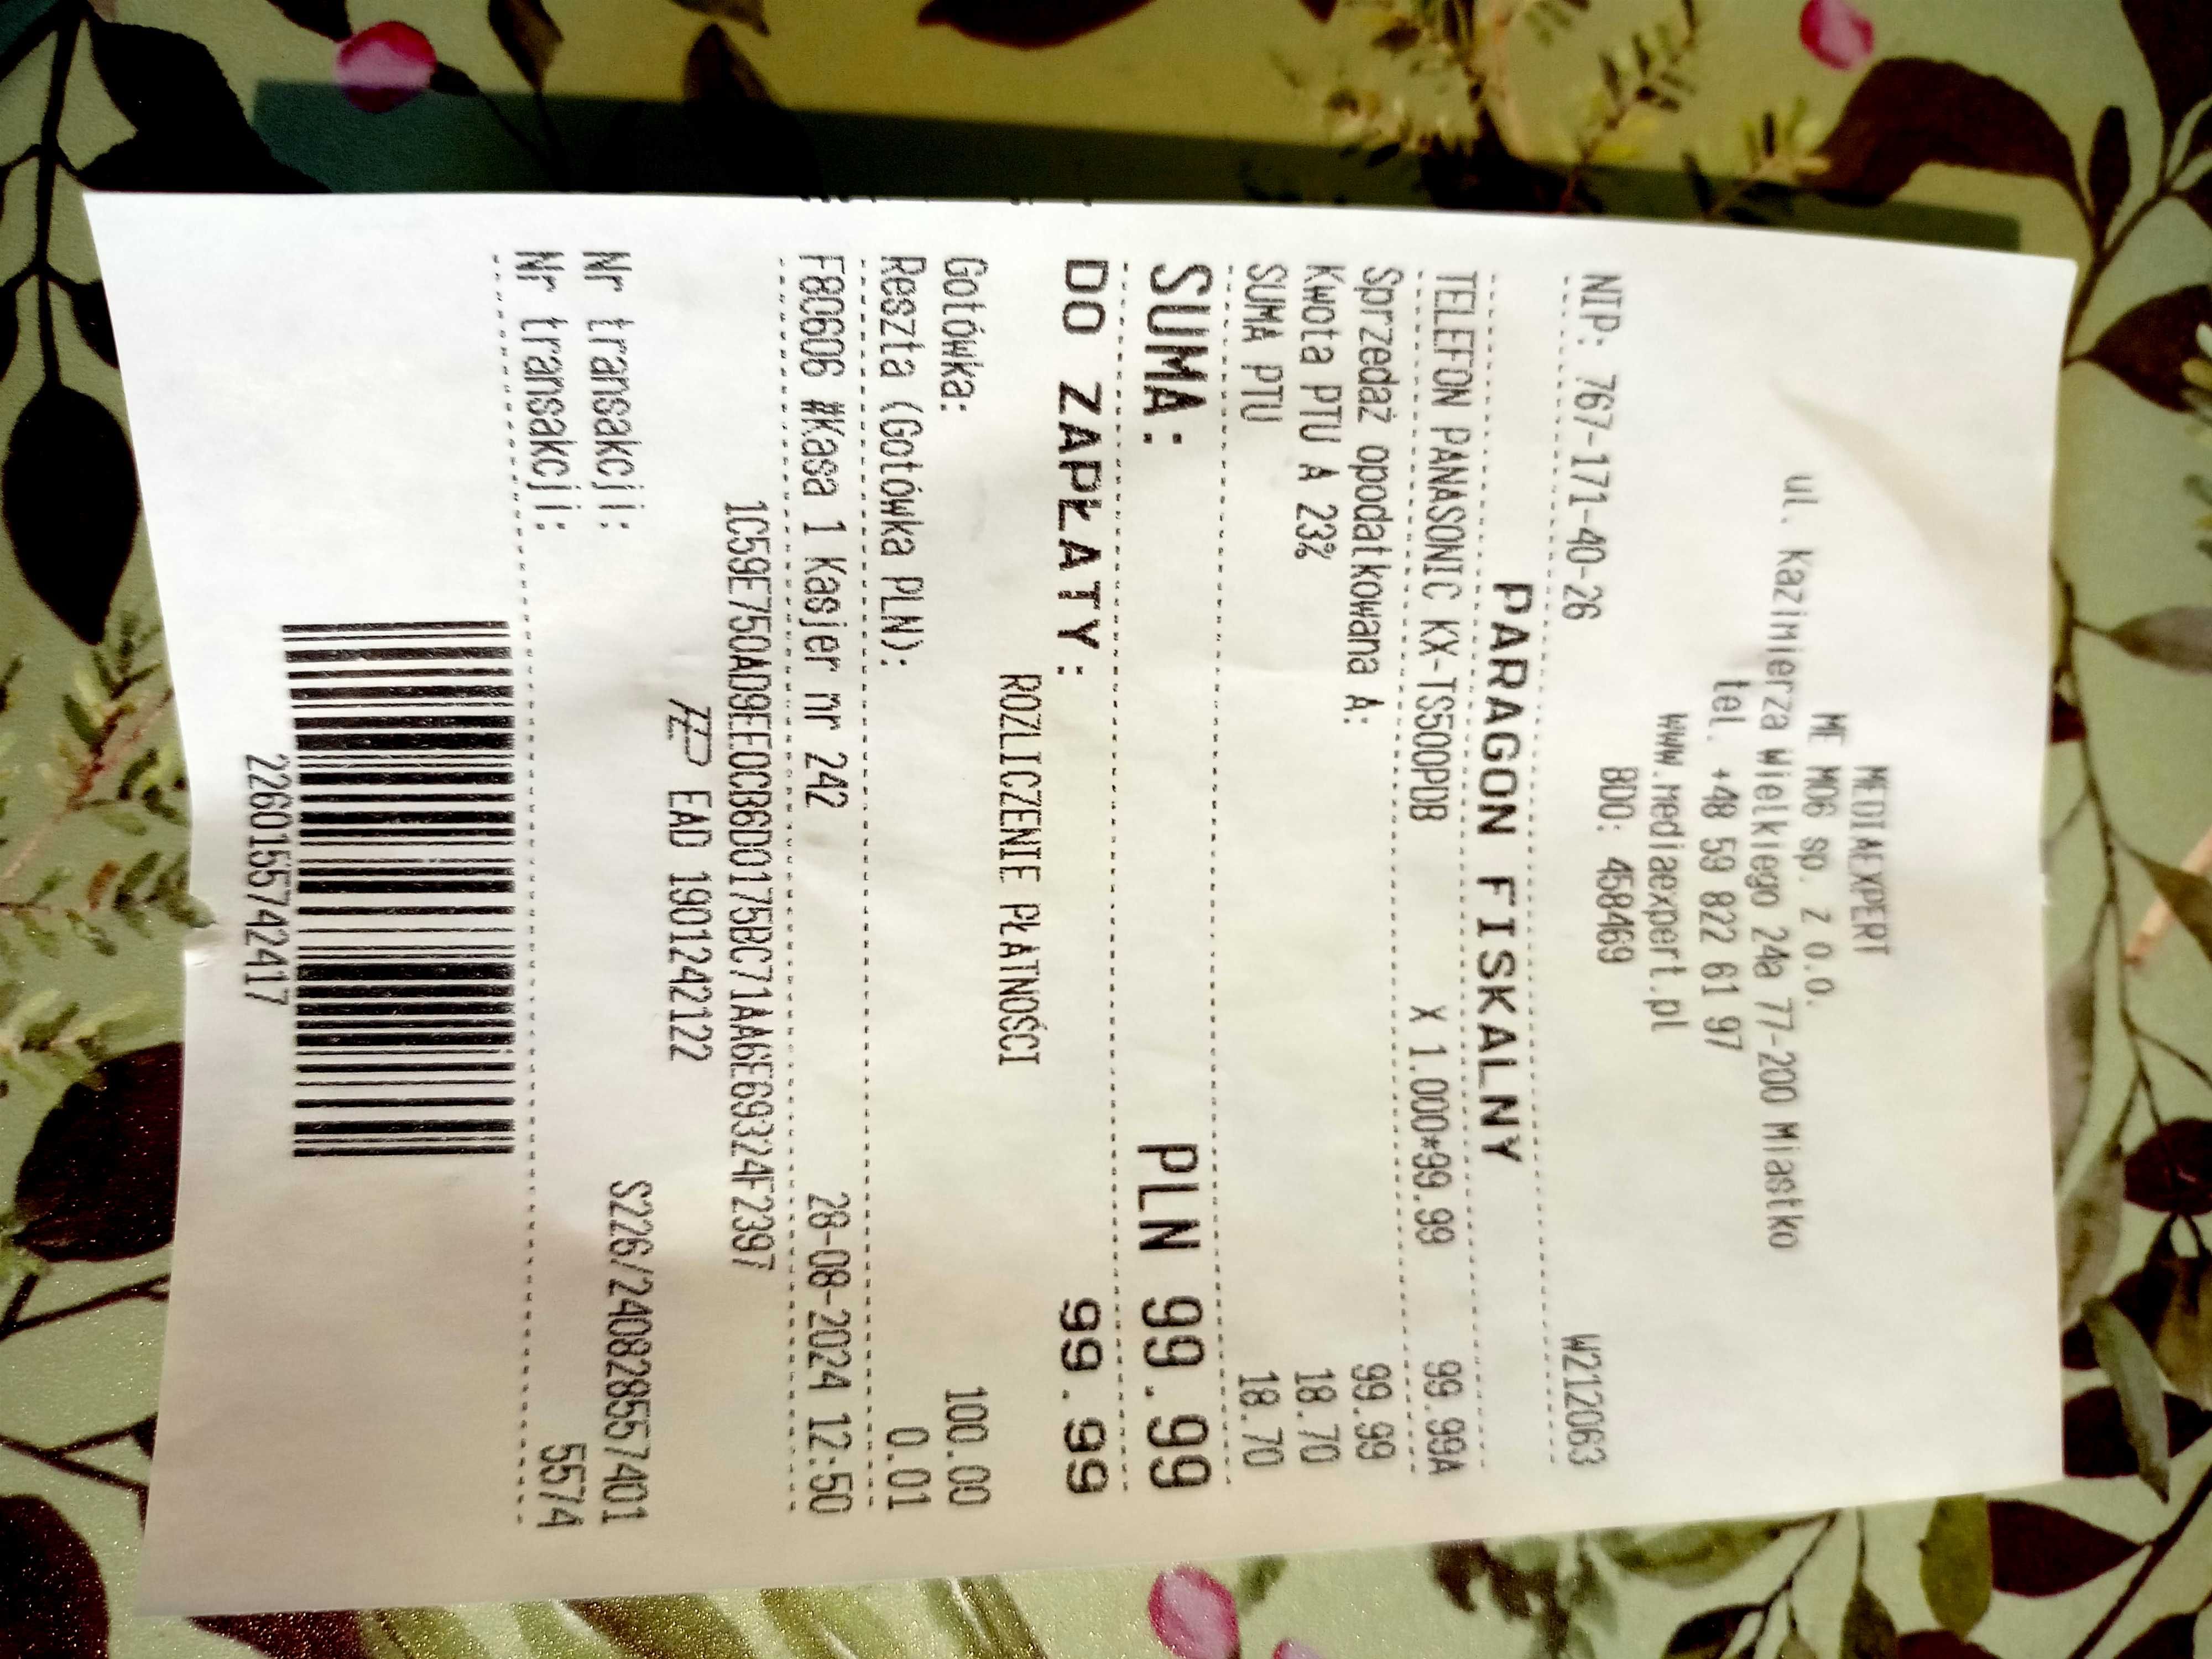 MEDIAEXPERT
ME M06 sp. z o.o.
ul. Kazimierza Wielkiego 24a 77-200 Miastko
tel. +48 59 822 61 97
www.mediaexpert.pl
BDO: 458469
NIP: 767-171-40-26 W212063
PARAGON FISKALNY
TELEFON PANASONIC KX-TS500PDB X 1.000*99.99 99.99A
Sprzedaż opodatkowana A: 99.99
Kwota PTU A 23% 18.70
SUMA PTU 18.70
SUMA: PLN 99.99
DO ZAPŁATY: 99.99
ROZLICZENIE PŁATNOŚCI
Gotówka: 100.00
Reszta (Gotówka PLN): 0.01
F80606 #Kasa 1 Kasjer nr 242 28-08-2024 12:50
1C59E750AD9EF0CB6D0175BC71AA6E69324F2397
EAD 1901242122
Nr transakcji: S226/240828557401
Nr transakcji: 5574
2260155742417